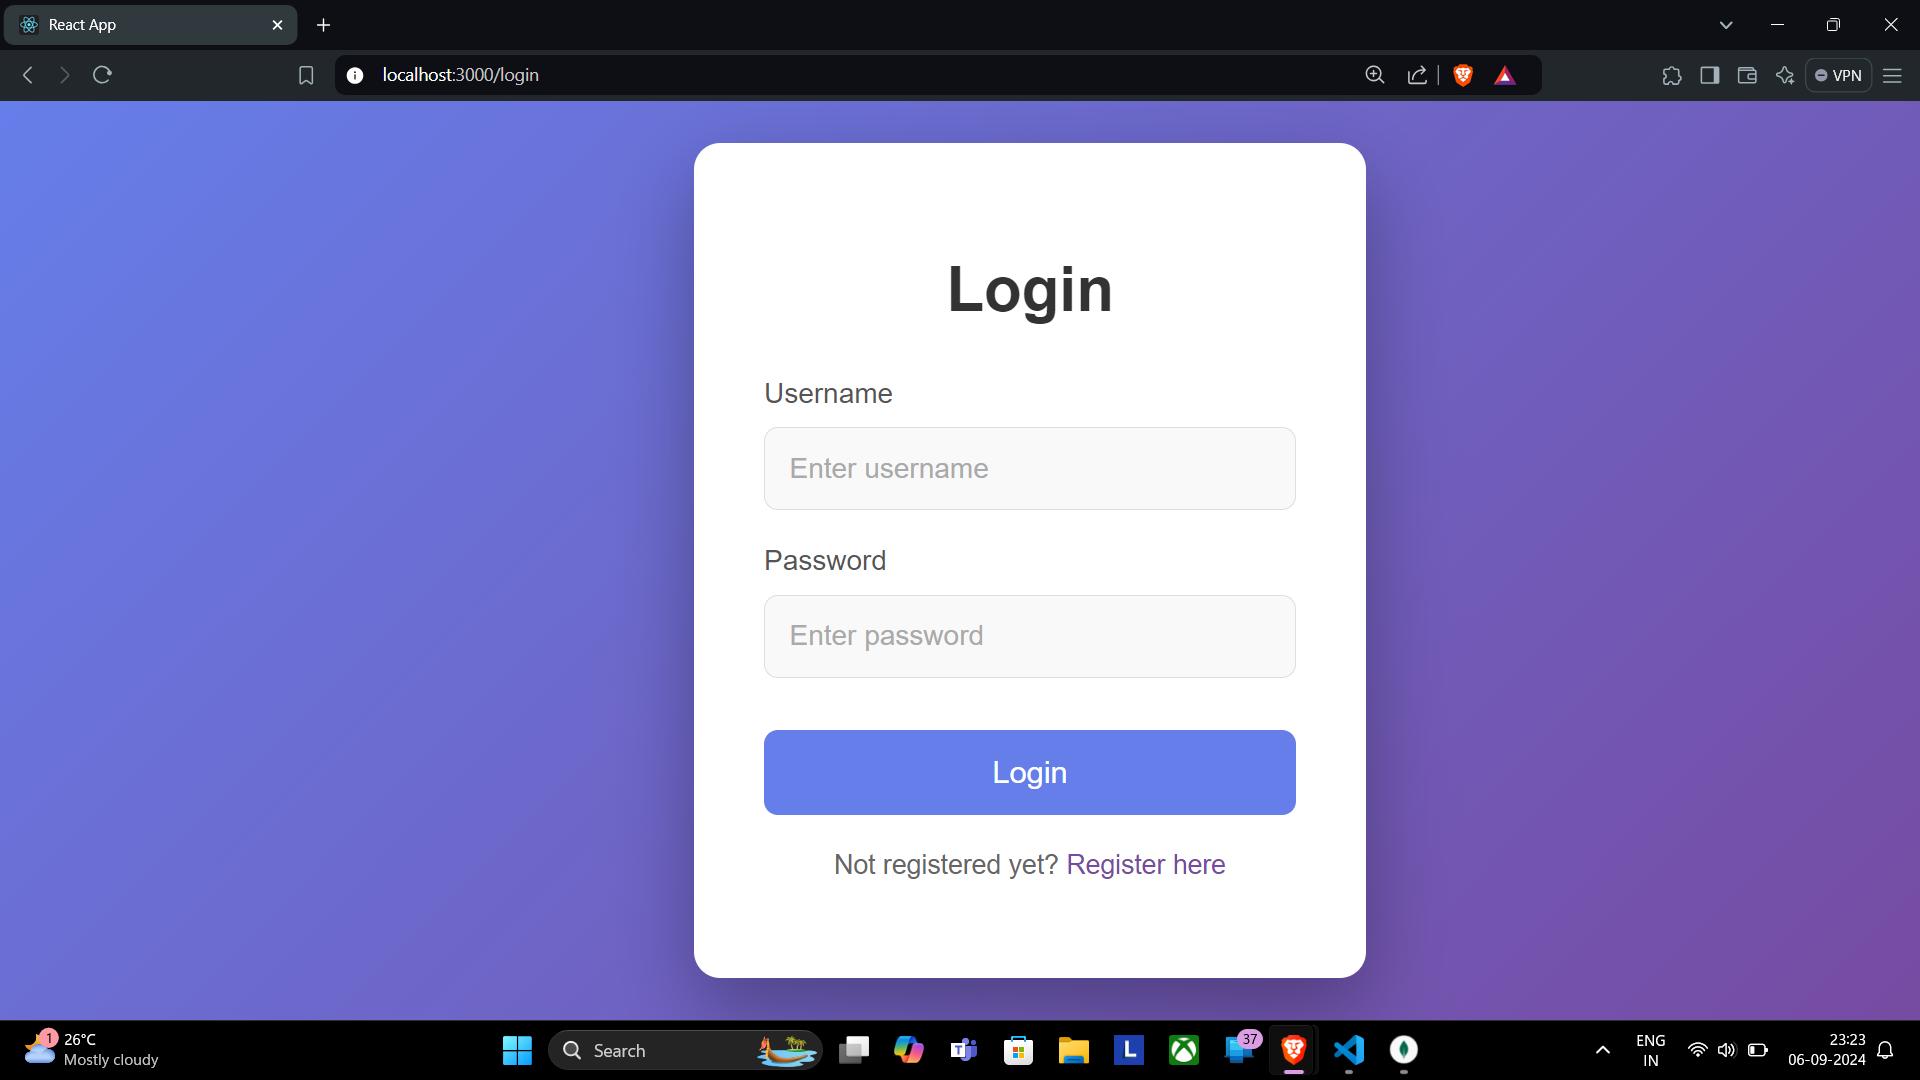 React App
localhost:3000/login
VPN
Login
Username
Enter username
Password
Enter password
Login
Not registered yet? Register here
1
26°C
Mostly cloudy
Search
T
L
37
ENG
IN
23:23
06-09-2024